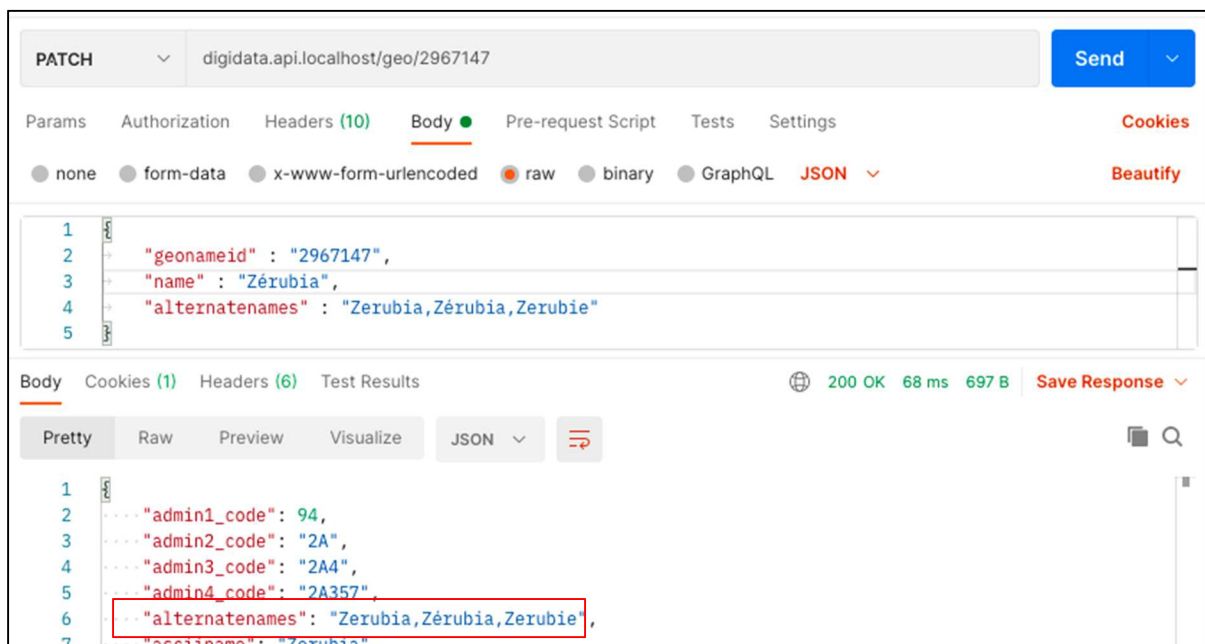 PATCH digidata.api.localhost/geo/2967147 Send
Params Authorization Headers (10) Body Pre-request Script Tests Settings Cookies
none form-data x-www-form-urlencoded raw binary GraphQL JSON Beautify
1 {
2 "geonameid" : "2967147",
3 "name" : "Zérubia",
4 "alternatenames" : "Zerubia,Zérubia,Zerubie"
5 }
Body Cookies (1) Headers (6) Test Results 200 OK 68 ms 697 B Save Response
Pretty Raw Preview Visualize JSON
1 {
2 "admin1_code": 94,
3 "admin2_code": "2A",
4 "admin3_code": "2A4",
5 "admin4_code": "2A357",
6 "alternatenames": "Zerubia,Zérubia,Zerubie",
7 "asciiname": "Zerubia"